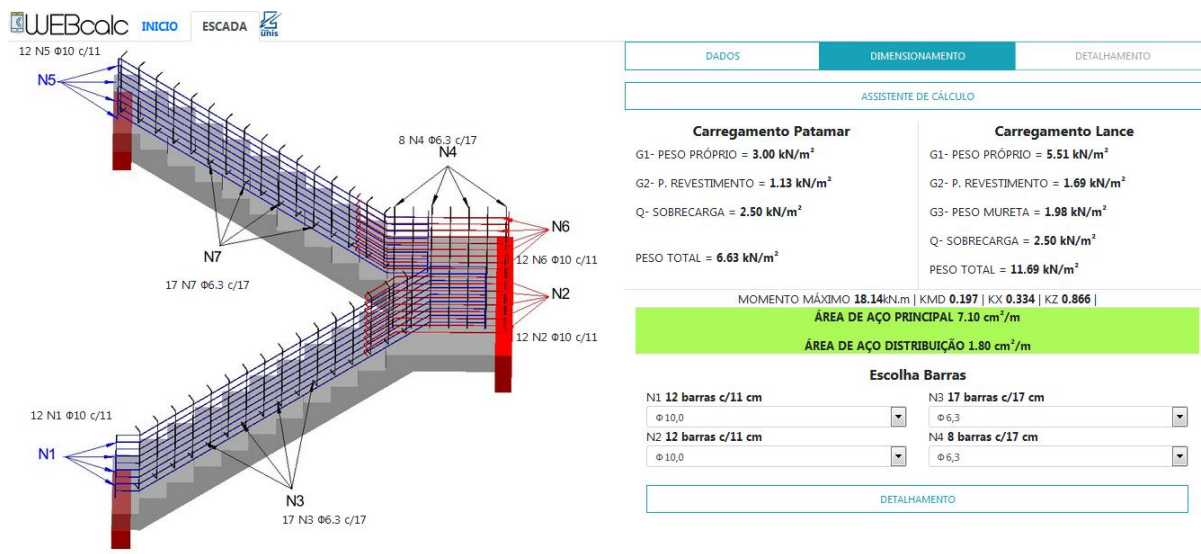 WEBcalc INICIO ESCADA unis
12 N5 Φ10 c/11
N5
8 N4 Φ6.3 c/17
N4
N6
N7
12 N6 Φ10 c/11
17 N7 Φ6.3 c/17
N2
12 N2 Φ10 c/11
12 N1 Φ10 c/11
N1
N3
17 N3 Φ6.3 c/17
DADOS DIMENSIONAMENTO DETALHAMENTO
ASSISTENTE DE CÁLCULO
Carregamento Patamar
G1- PESO PRÓPRIO = 3.00 kN/m²
G2- P. REVESTIMENTO = 1.13 kN/m²
Q- SOBRECARGA = 2.50 kN/m²
PESO TOTAL = 6.63 kN/m²
Carregamento Lance
G1- PESO PRÓPRIO = 5.51 kN/m²
G2- P. REVESTIMENTO = 1.69 kN/m²
G3- PESO MURETA = 1.98 kN/m²
Q- SOBRECARGA = 2.50 kN/m²
PESO TOTAL = 11.69 kN/m²
MOMENTO MÁXIMO 18.14kN.m | KMD 0.197 | KX 0.334 | KZ 0.866 |
ÁREA DE AÇO PRINCIPAL 7.10 cm²/m
ÁREA DE AÇO DISTRIBUIÇÃO 1.80 cm²/m
Escolha Barras
N1 12 barras c/11 cm
Φ 10,0
N3 17 barras c/17 cm
Φ 6,3
N2 12 barras c/11 cm
Φ 10,0
N4 8 barras c/17 cm
Φ 6,3
DETALHAMENTO